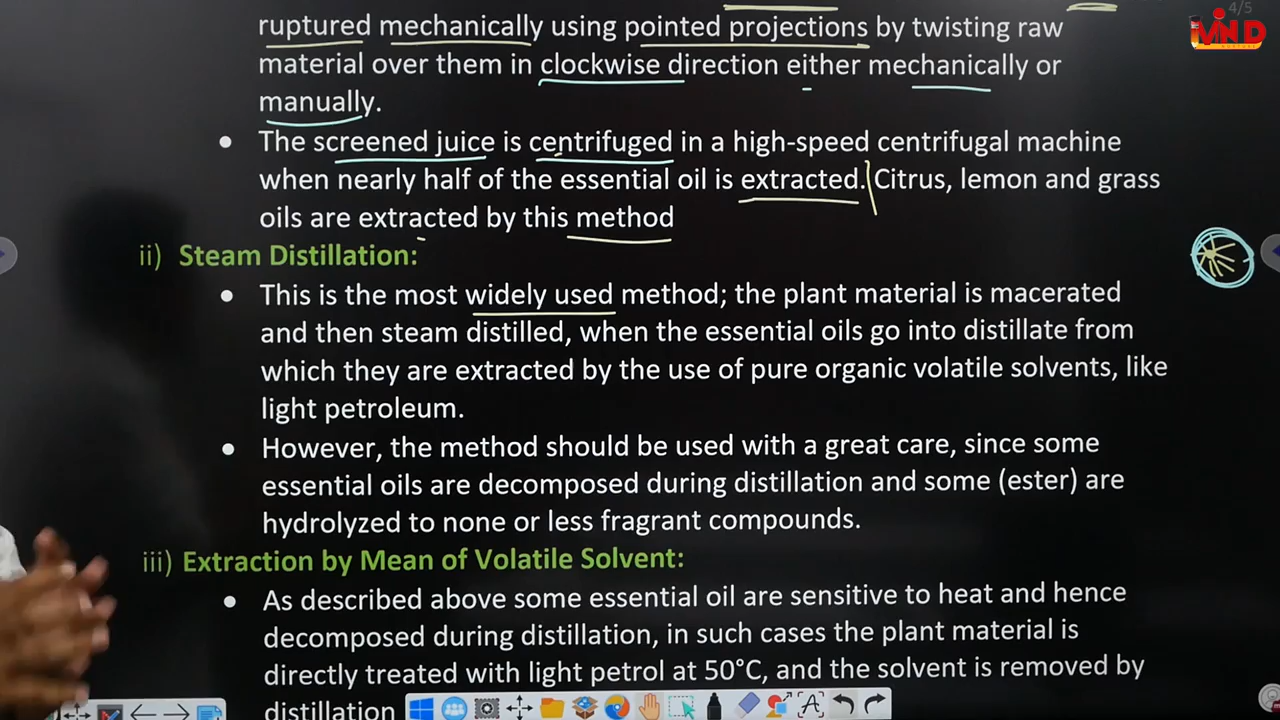 4/5
MIND
ruptured mechanically using pointed projections by twisting raw
material over them in clockwise direction either mechanically or
manually.
• The screened juice is centrifuged in a high-speed centrifugal machine
when nearly half of the essential oil is extracted. Citrus, lemon and grass
oils are extracted by this method
ii) Steam Distillation:
• This is the most widely used method; the plant material is macerated
and then steam distilled, when the essential oils go into distillate from
which they are extracted by the use of pure organic volatile solvents, like
light petroleum.
• However, the method should be used with a great care, since some
essential oils are decomposed during distillation and some (ester) are
hydrolyzed to none or less fragrant compounds.
iii) Extraction by Mean of Volatile Solvent:
• As described above some essential oil are sensitive to heat and hence
decomposed during distillation, in such cases the plant material is
directly treated with light petrol at 50°C, and the solvent is removed by
distillation